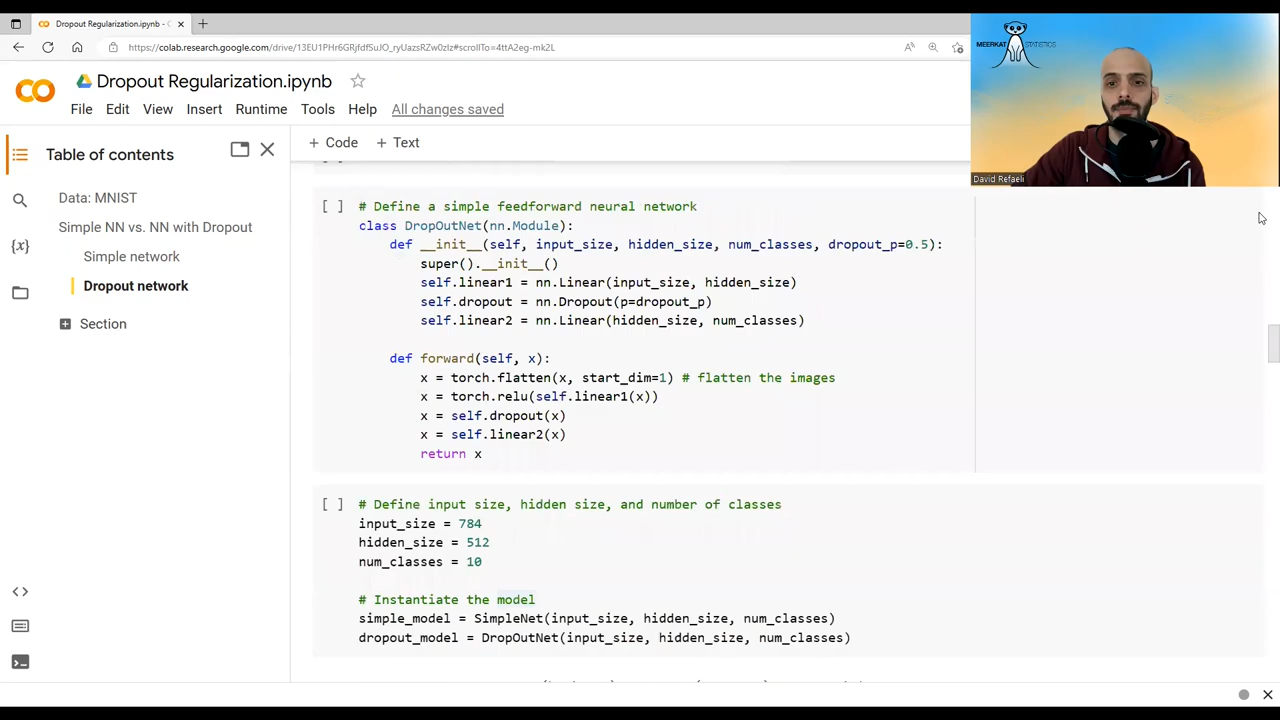 Dropout Regularization.ipynb - C
https://colab.research.google.com/drive/13EU1PHr6GRjfdfSuJO_ryUazsRZw0zIz#scrollTo=4ttA2eg-mk2L
MEERKAT STATISTICS
David Refaeli
Dropout Regularization.ipynb
File Edit View Insert Runtime Tools Help All changes saved
Table of contents
Data: MNIST
Simple NN vs. NN with Dropout
Simple network
Dropout network
Section
+ Code + Text
[ ] # Define a simple feedforward neural network
class DropOutNet(nn.Module):
def __init__(self, input_size, hidden_size, num_classes, dropout_p=0.5):
super().__init__()
self.linear1 = nn.Linear(input_size, hidden_size)
self.dropout = nn.Dropout(p=dropout_p)
self.linear2 = nn.Linear(hidden_size, num_classes)
def forward(self, x):
x = torch.flatten(x, start_dim=1) # flatten the images
x = torch.relu(self.linear1(x))
x = self.dropout(x)
x = self.linear2(x)
return x
[ ] # Define input size, hidden size, and number of classes
input_size = 784
hidden_size = 512
num_classes = 10
# Instantiate the model
simple_model = SimpleNet(input_size, hidden_size, num_classes)
dropout_model = DropOutNet(input_size, hidden_size, num_classes)